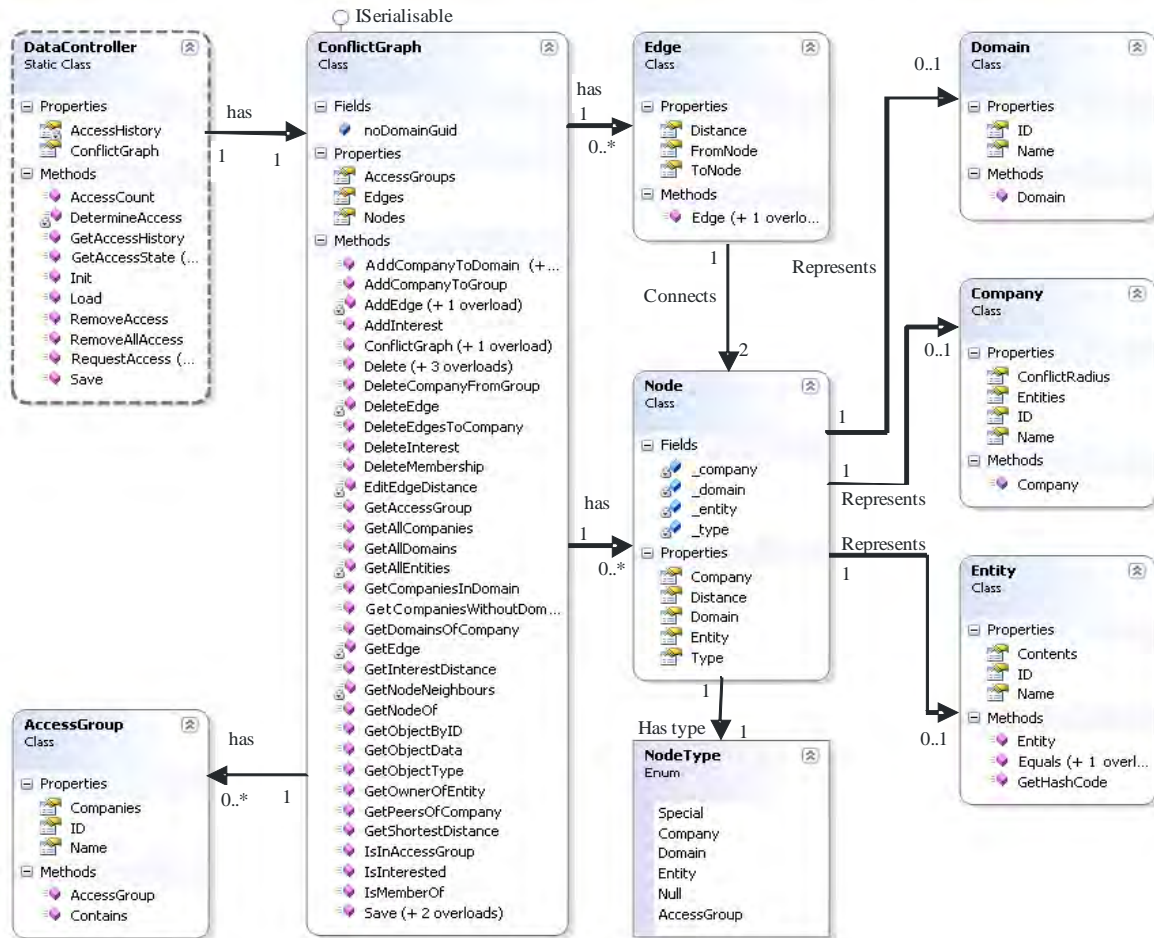 ISerialisable
DataController
Static Class
Properties
AccessHistory
ConflictGraph
Methods
AccessCount
DetermineAccess
GetAccessHistory
GetAccessState (...
Init
Load
RemoveAccess
RemoveAllAccess
RequestAccess (...
Save
has
1
1
ConflictGraph
Class
Fields
noDomainGuid
Properties
AccessGroups
Edges
Nodes
Methods
AddCompanyToDomain (+ ...
AddCompanyToGroup
AddEdge (+ 1 overload)
AddInterest
ConflictGraph (+ 1 overload)
Delete (+ 3 overloads)
DeleteCompanyFromGroup
DeleteEdge
DeleteEdgesToCompany
DeleteInterest
DeleteMembership
EditEdgeDistance
GetAccessGroup
GetAllCompanies
GetAllDomains
GetAllEntities
GetCompaniesInDomain
GetCompaniesWithoutDom...
GetDomainsOfCompany
GetEdge
GetInterestDistance
GetNodeNeighbours
GetNodeOf
GetObjectByID
GetObjectData
GetObjectType
GetOwnerOfEntity
GetPeersOfCompany
GetShortestDistance
IsInAccessGroup
IsInterested
IsMemberOf
Save (+ 2 overloads)
has
1
0..*
Edge
Class
Properties
Distance
FromNode
ToNode
Methods
Edge (+ 1 overlo...
1
Connects
2
has
1
0..*
Node
Class
Fields
_company
_domain
_entity
_type
Properties
Company
Distance
Domain
Entity
Type
1
Has type
1
NodeType
Enum
Special
Company
Domain
Entity
Null
AccessGroup
0..1
Represents
1
Domain
Class
Properties
ID
Name
Methods
Domain
0..1
1
Represents
Company
Class
Properties
ConflictRadius
Entities
ID
Name
Methods
Company
Represents
1
0..1
Entity
Class
Properties
Contents
ID
Name
Methods
Entity
Equals (+ 1 overl...
GetHashCode
has
0..*
1
AccessGroup
Class
Properties
Companies
ID
Name
Methods
AccessGroup
Contains